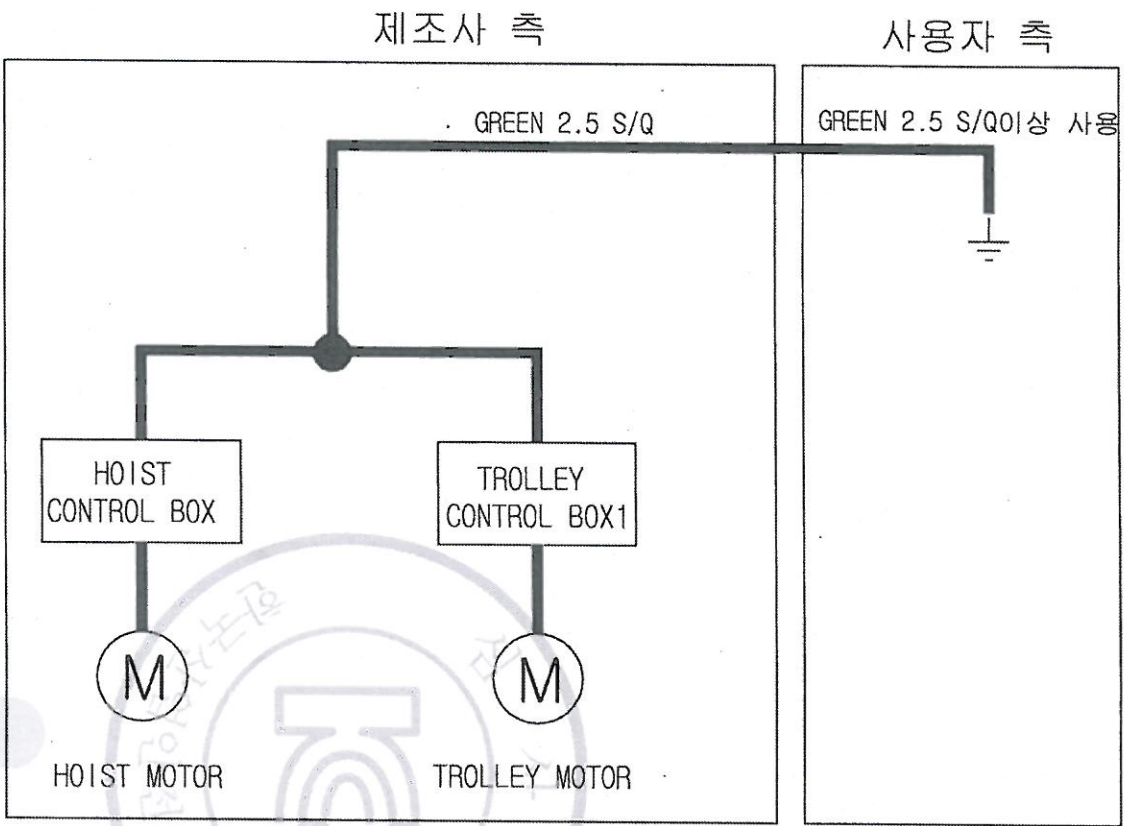 제조사 측
사용자 측
GREEN 2.5 S/Q
GREEN 2.5 S/Q이상 사용
HOIST
CONTROL BOX
TROLLEY
CONTROL BOX1
M
M
HOIST MOTOR
TROLLEY MOTOR